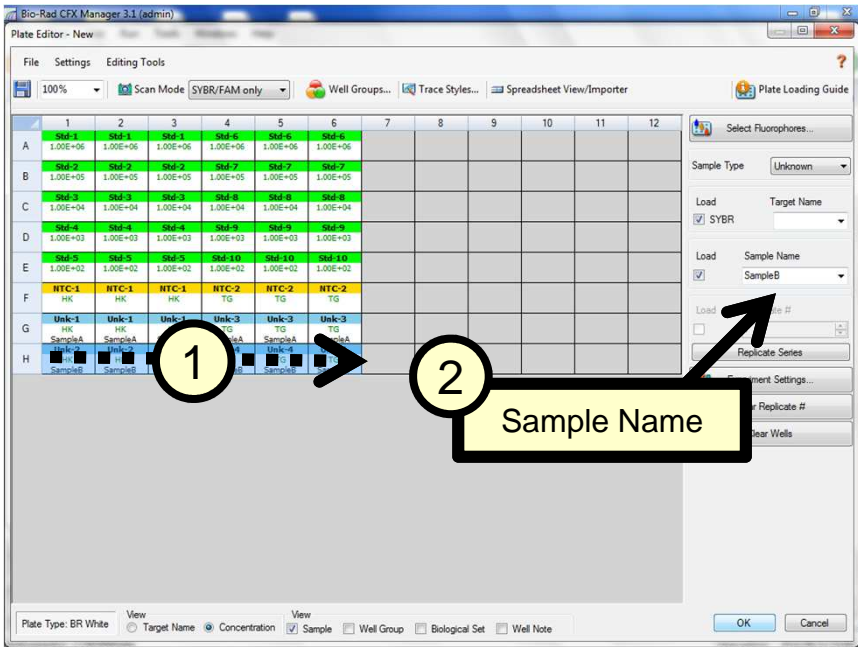 Bio-Rad CFX Manager 3.1 (admin)
Plate Editor - New
File Settings Editing Tools
100% Scan Mode SYBR/FAM only Well Groups... Trace Styles... Spreadsheet View/Importer Plate Loading Guide
1 2 3 4 5 6 7 8 9 10 11 12
A Std-1 Std-1 Std-1 Std-6 Std-6 Std-6
1.00E+06 1.00E+06 1.00E+06 1.00E+06 1.00E+06 1.00E+06
B Std-2 Std-2 Std-2 Std-7 Std-7 Std-7
1.00E+05 1.00E+05 1.00E+05 1.00E+05 1.00E+05 1.00E+05
C Std-3 Std-3 Std-3 Std-8 Std-8 Std-8
1.00E+04 1.00E+04 1.00E+04 1.00E+04 1.00E+04 1.00E+04
D Std-4 Std-4 Std-4 Std-9 Std-9 Std-9
1.00E+03 1.00E+03 1.00E+03 1.00E+03 1.00E+03 1.00E+03
E Std-5 Std-5 Std-5 Std-10 Std-10 Std-10
1.00E+02 1.00E+02 1.00E+02 1.00E+02 1.00E+02 1.00E+02
F NTC-1 NTC-1 NTC-1 NTC-2 NTC-2 NTC-2
HK HK HK TG TG TG
G Unk-1 Unk-1 Unk-1 Unk-3 Unk-3 Unk-3
HK HK TG TG TG
SampleA SampleA SampleA
H Unk-2 Unk-2 Unk-4
HK TG TG
SampleB SampleB SampleB
1
2
Sample Name
Select Fluorophores...
Sample Type Unknown
Load Target Name
SYBR
Load Sample Name
SampleB
Load
Replicate Series
Settings...
Replicate #
Clear Wells
Plate Type: BR White
View
Target Name Concentration
View
Sample Well Group Biological Set Well Note
OK Cancel